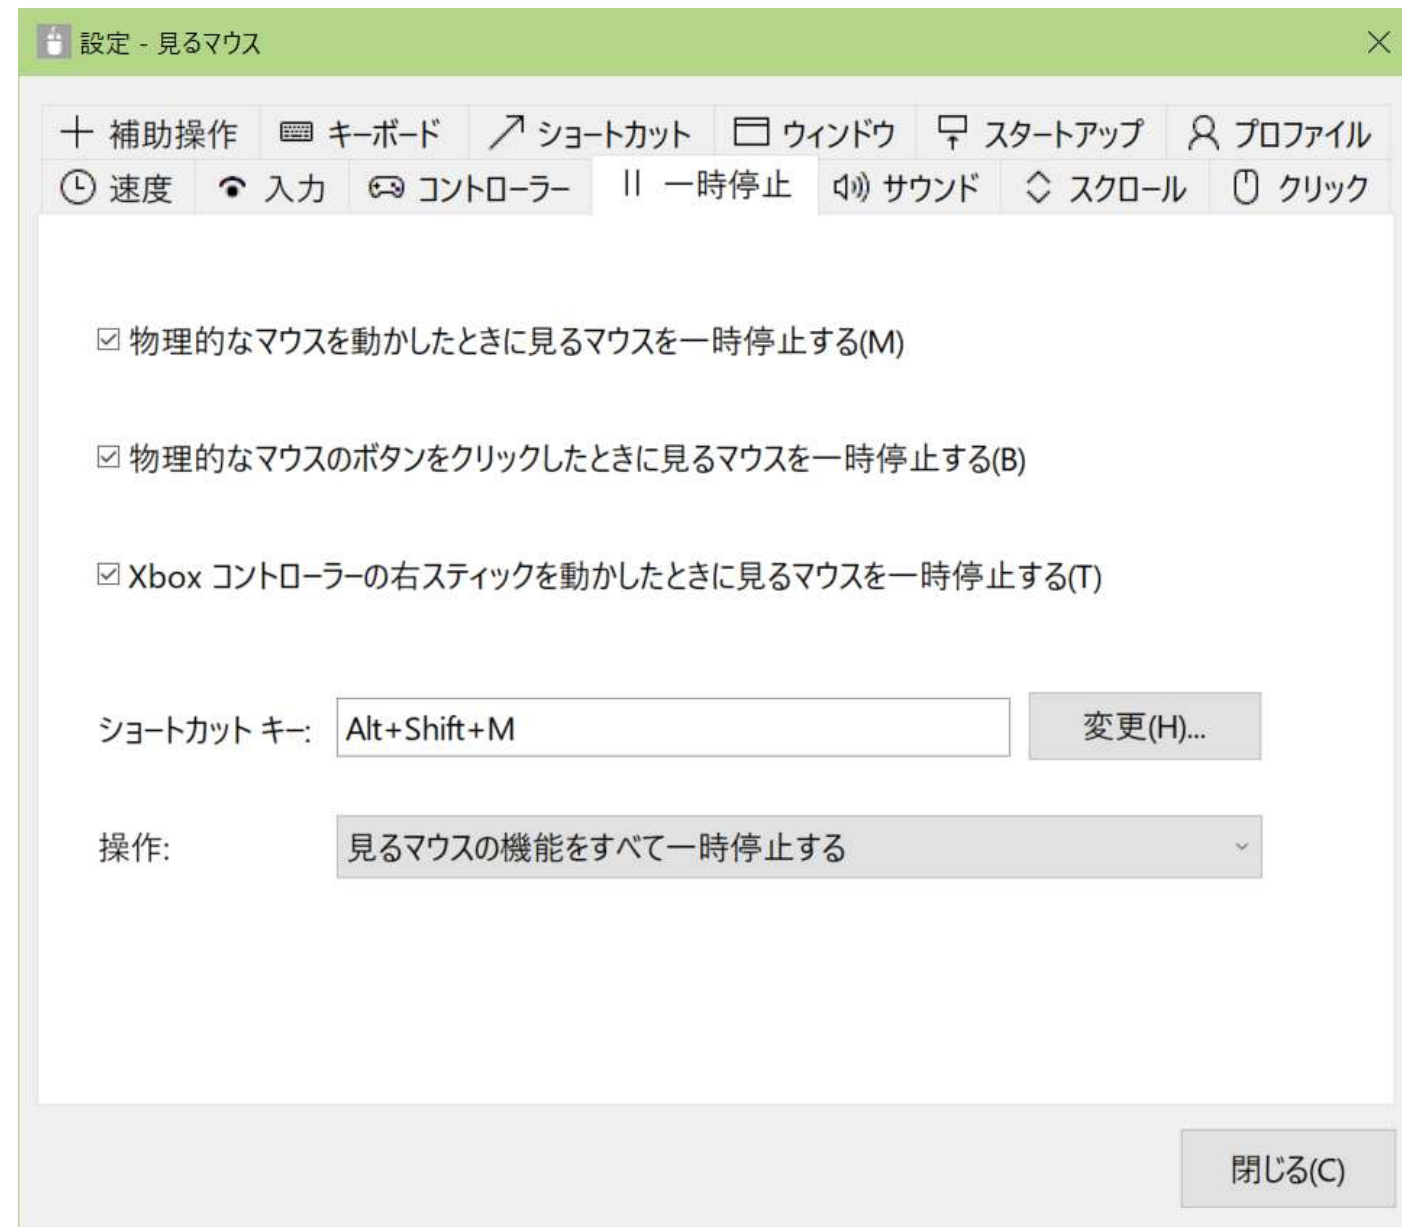 設定 - 見るマウス
補助操作 キーボード ショートカット ウィンドウ スタートアップ プロファイル
速度 入力 コントローラー 一時停止 サウンド スクロール クリック
物理的なマウスを動かしたときに見るマウスを一時停止する(M)
物理的なマウスのボタンをクリックしたときに見るマウスを一時停止する(B)
Xbox コントローラーの右スティックを動かしたときに見るマウスを一時停止する(T)
ショートカット キー: Alt+Shift+M 変更(H)...
操作: 見るマウスの機能をすべて一時停止する
閉じる(C)